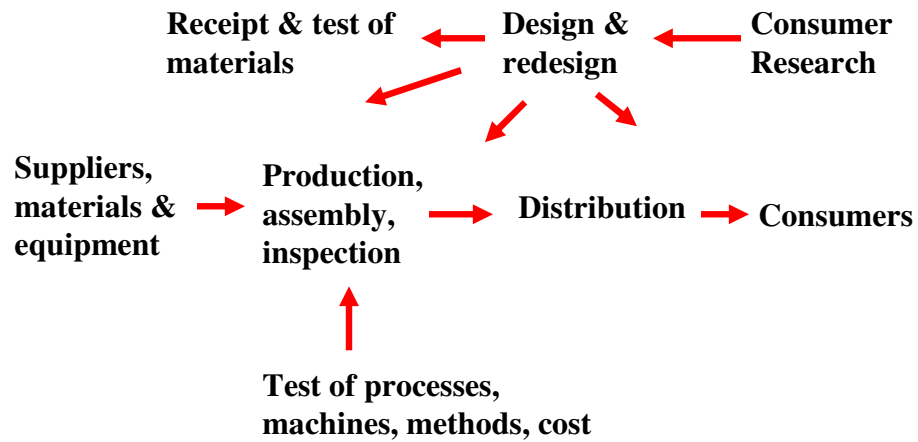 Receipt & test of
materials
Design &
redesign
Consumer
Research
Suppliers,
materials &
equipment
Production,
assembly,
inspection
Distribution
Consumers
Test of processes,
machines, methods, cost